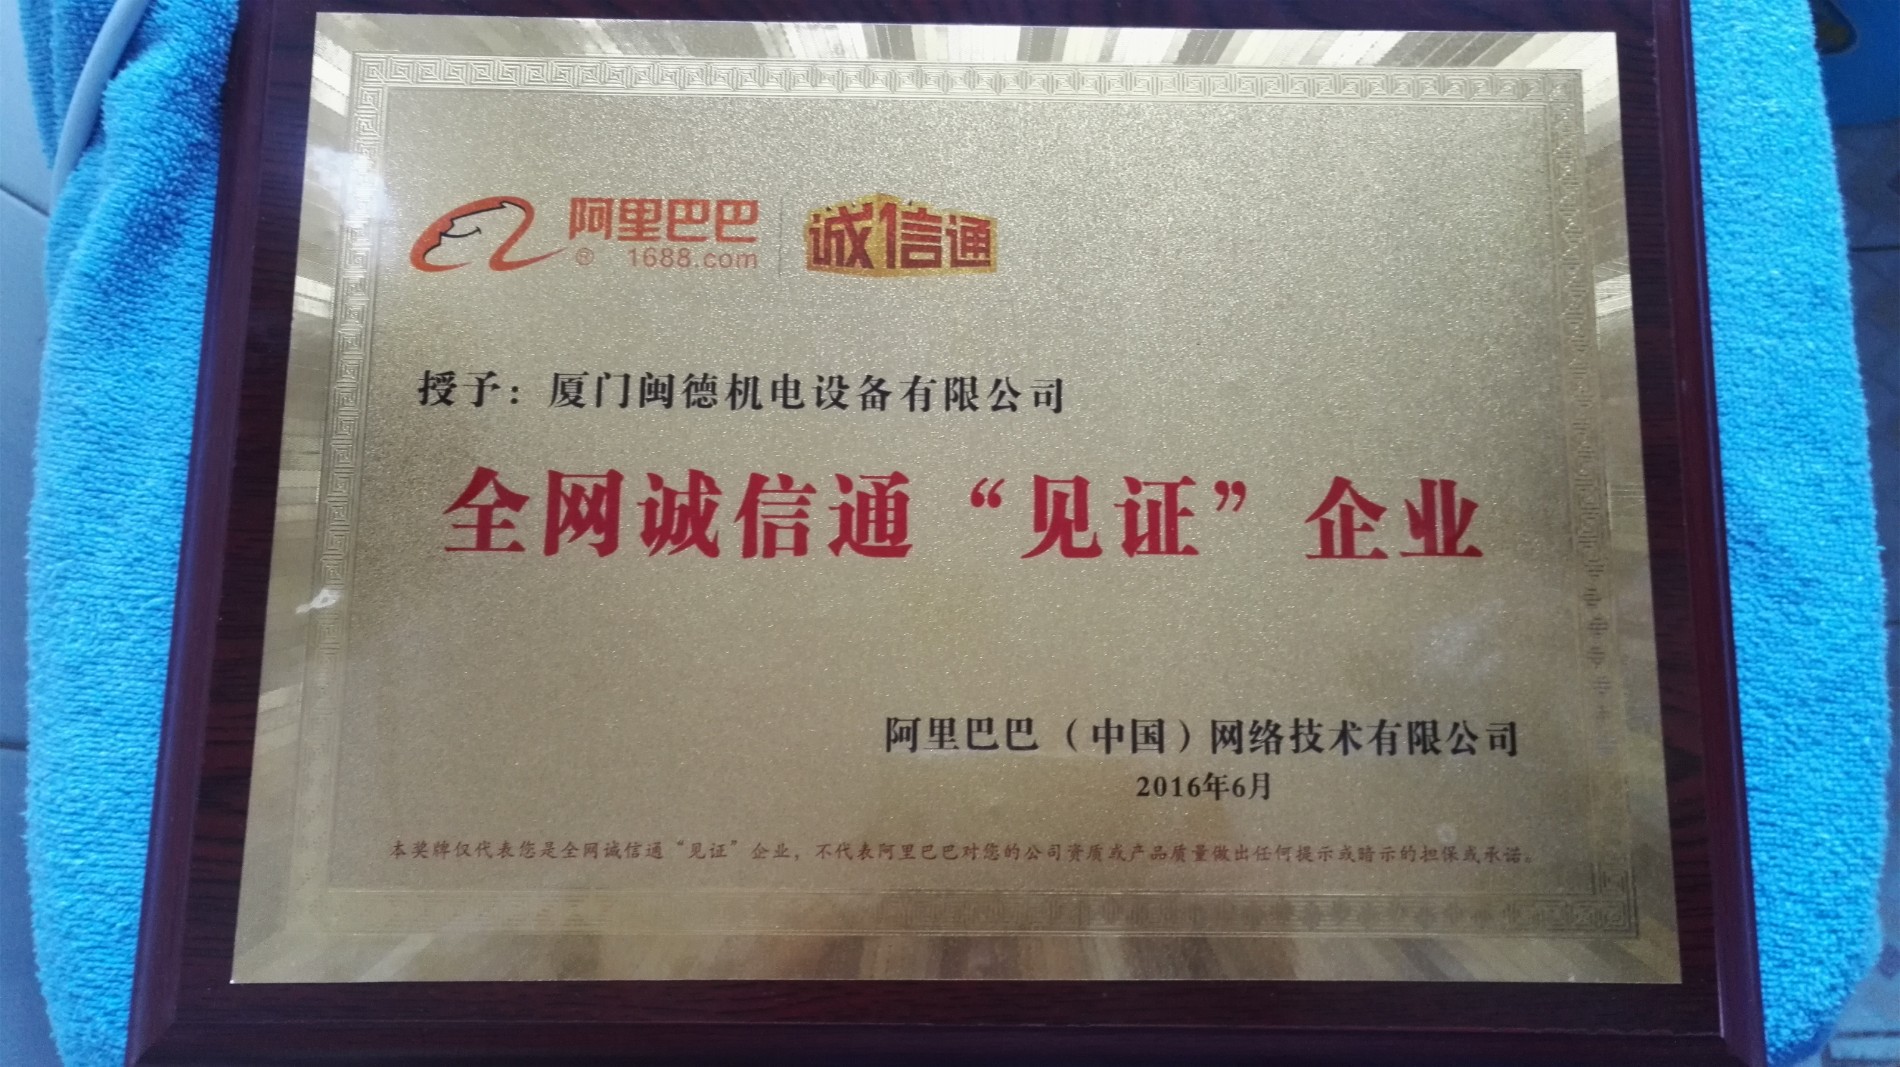 阿里巴巴 诚信通
® 1688.com
授予：厦门闽德机电设备有限公司
全网诚信通“见证”企业
阿里巴巴（中国）网络技术有限公司
2016年6月
本奖牌仅代表您是全网诚信通“见证”企业，不代表阿里巴巴对您的公司资质或产品质量做出任何提示或暗示的担保或承诺。